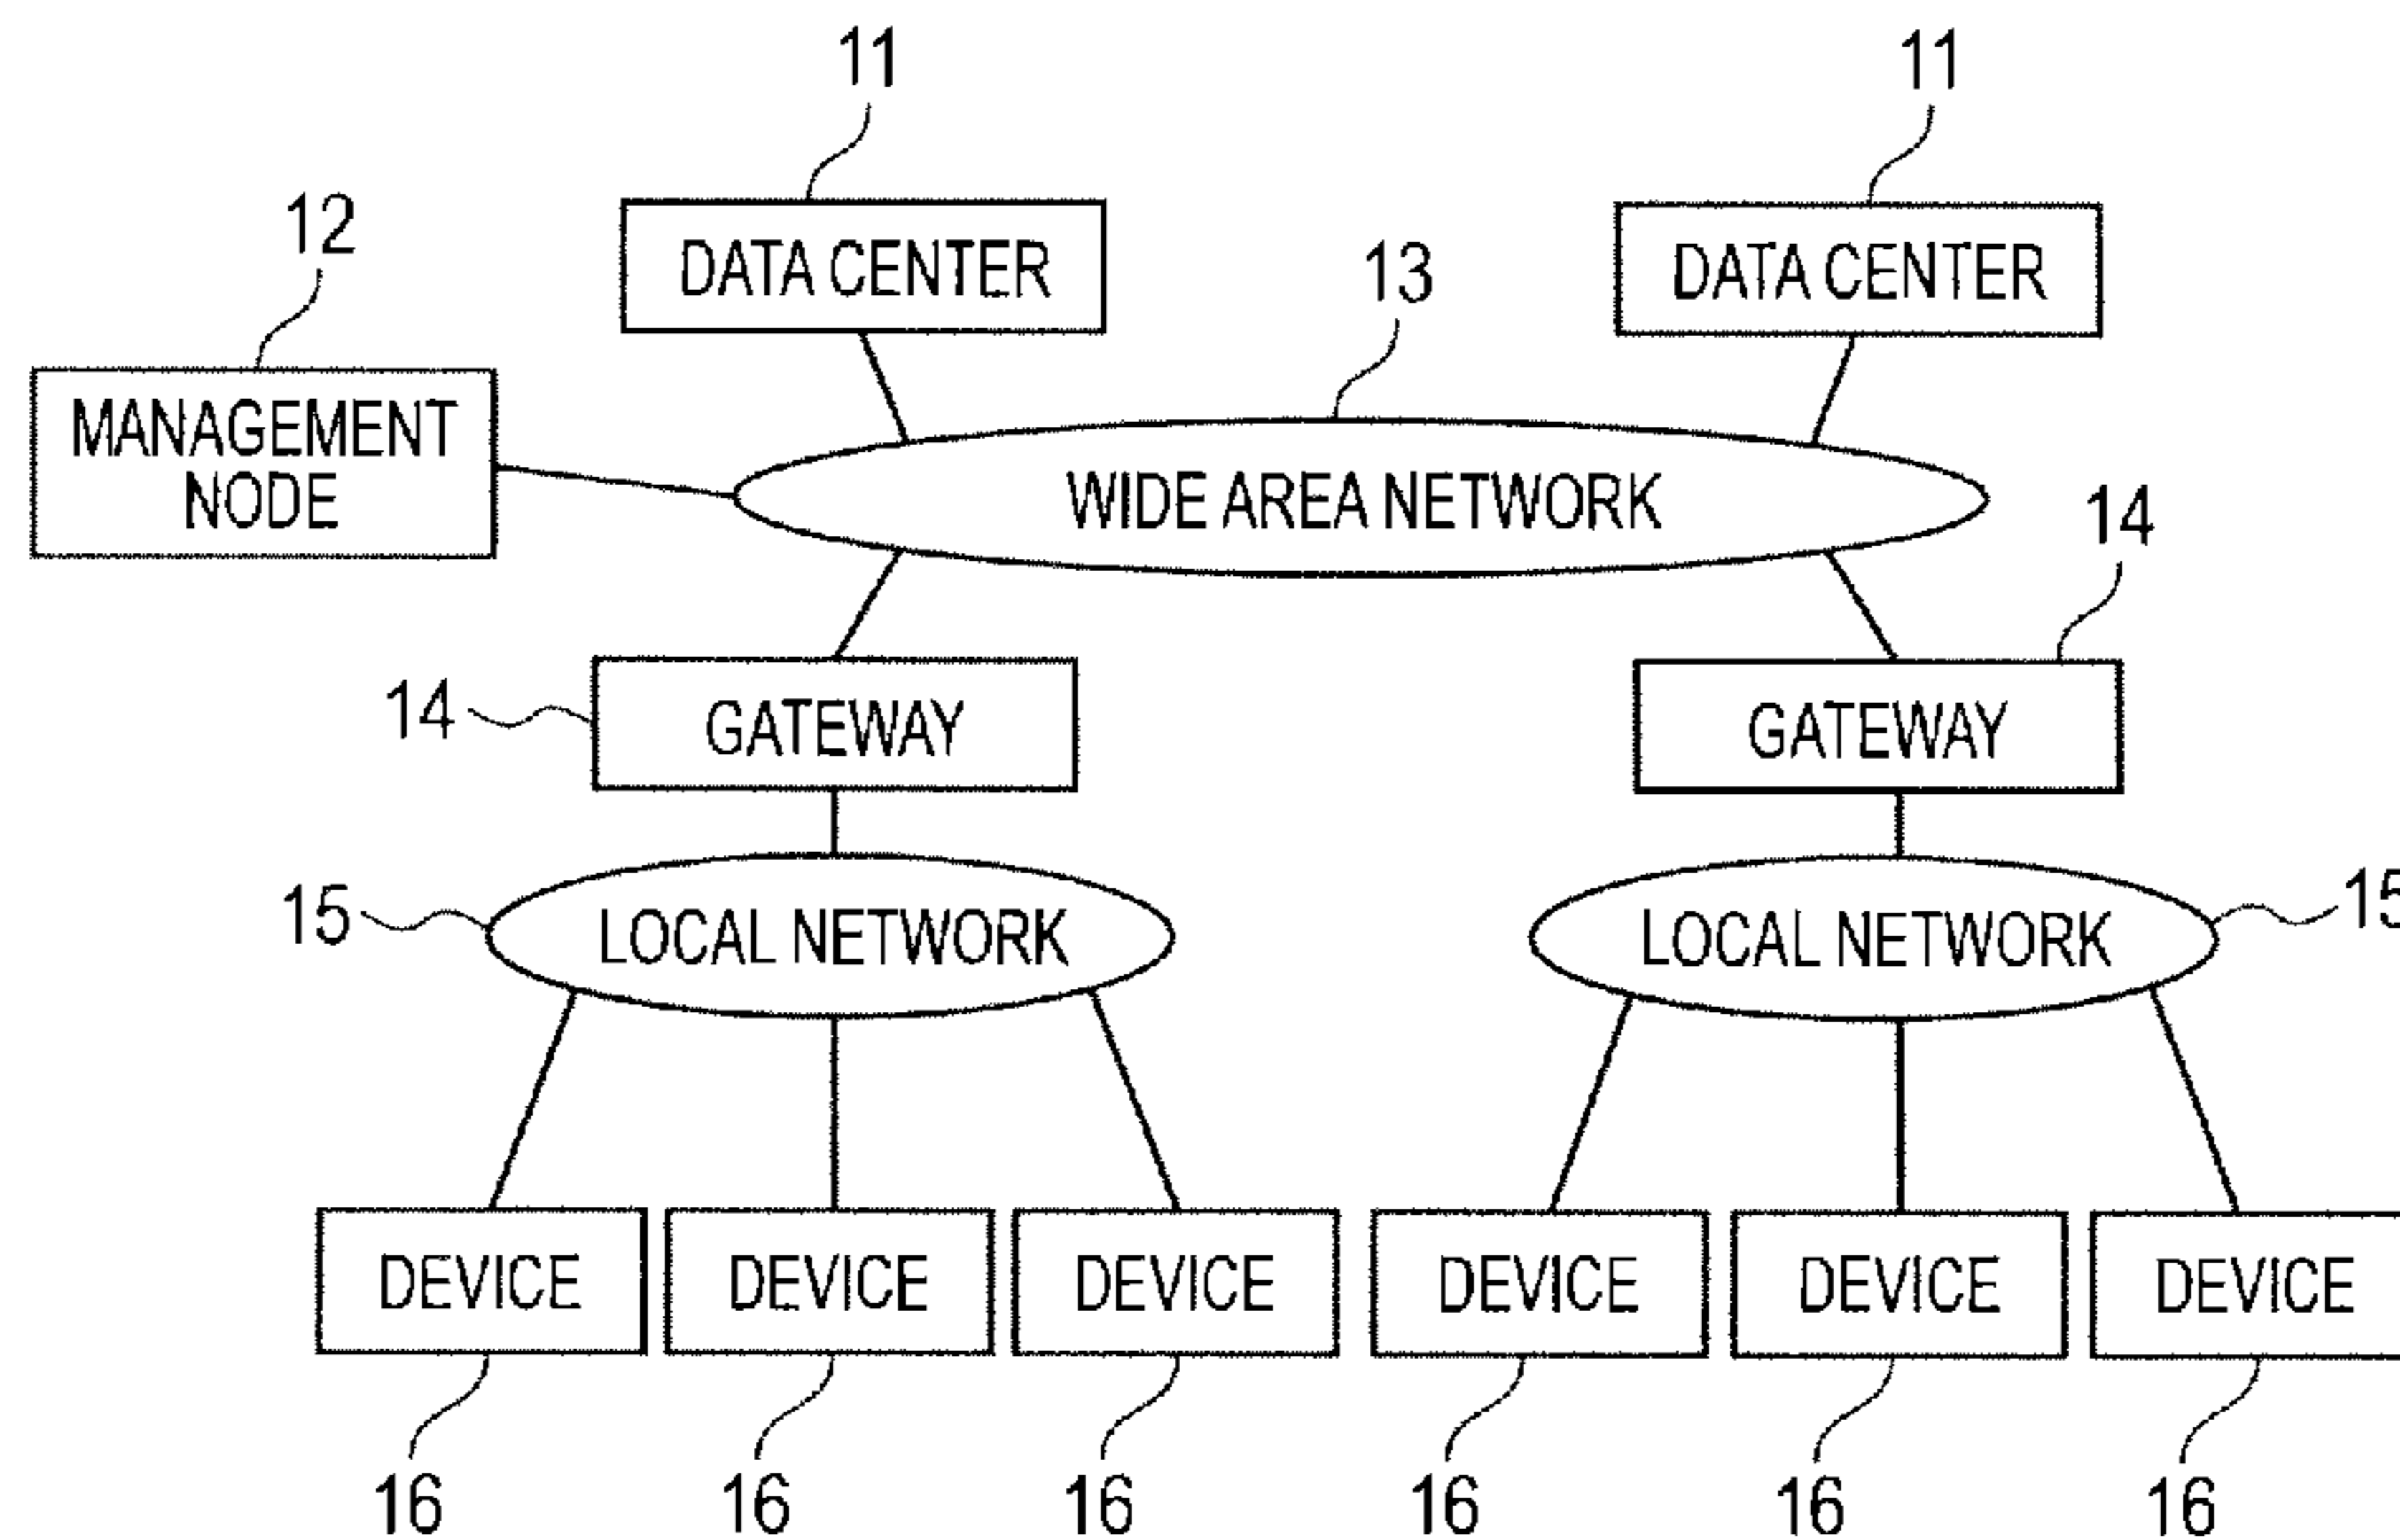 11
11
12
DATA CENTER
DATA CENTER
13
MANAGEMENT
NODE
WIDE AREA NETWORK
14
14
GATEWAY
GATEWAY
15
LOCAL NETWORK
LOCAL NETWORK
15
DEVICE
DEVICE
DEVICE
DEVICE
DEVICE
DEVICE
16
16
16
16
16
16